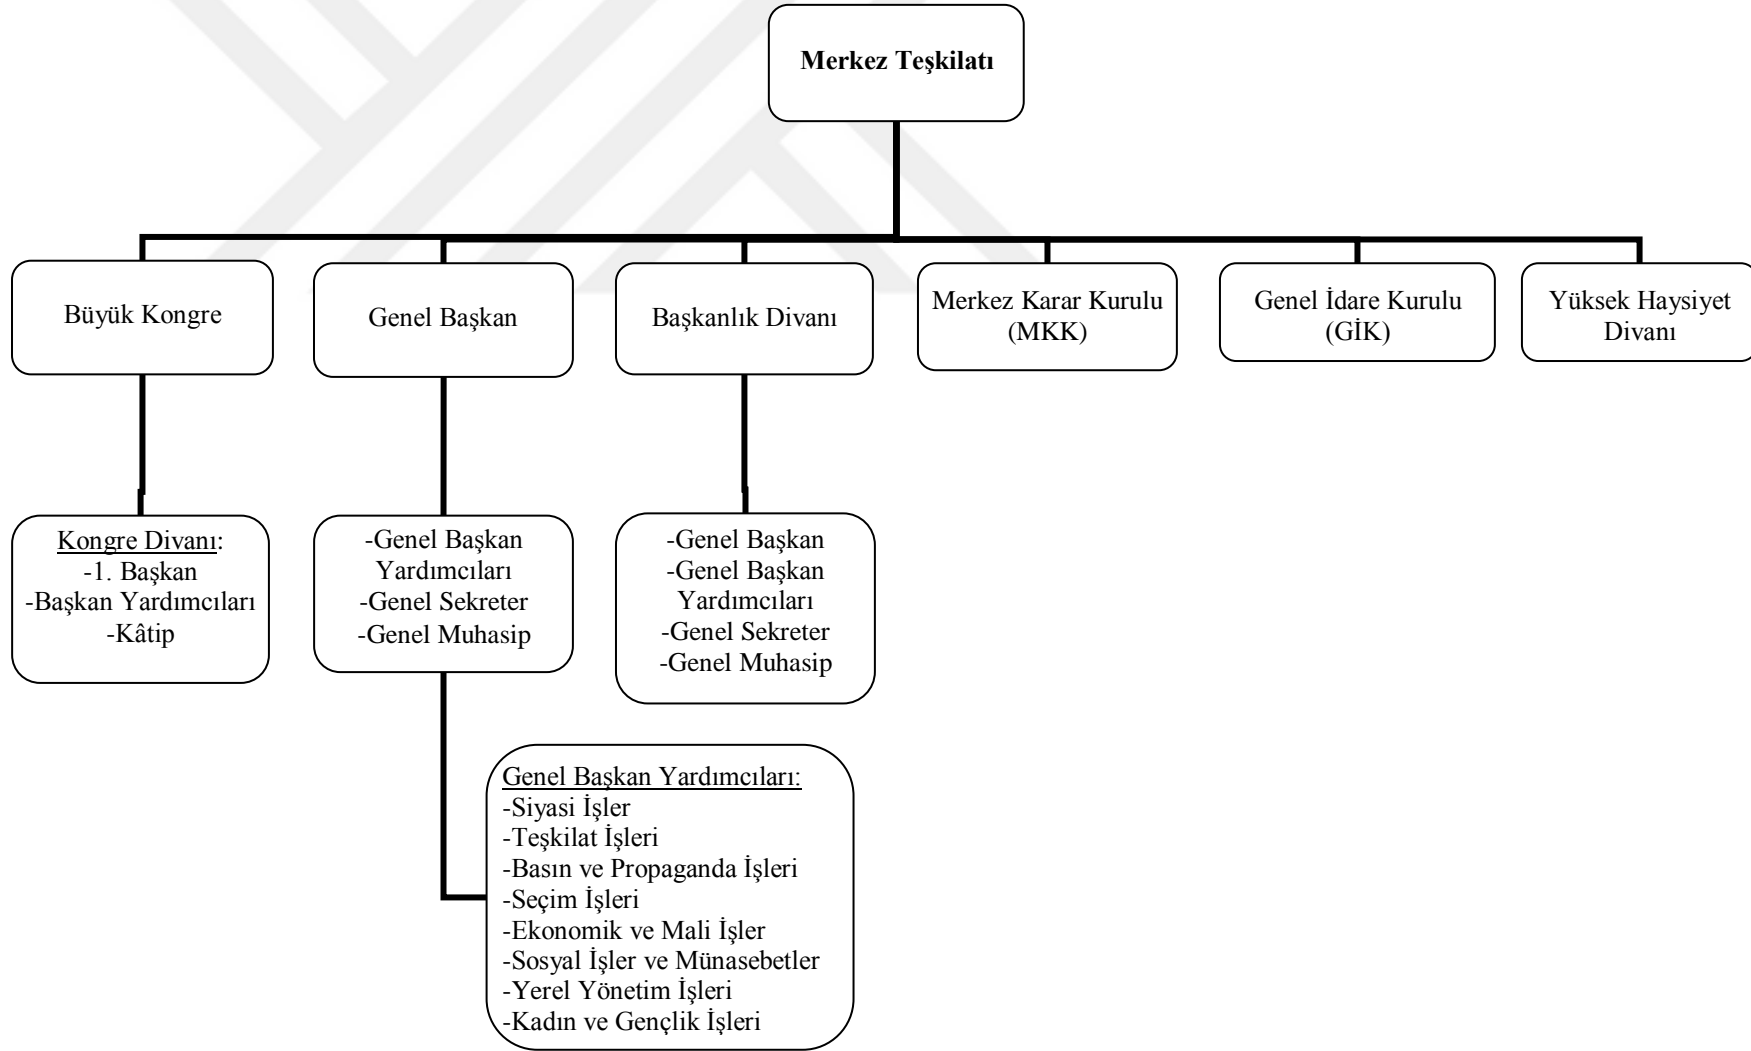 Merkez Teşkilatı
Büyük Kongre
Genel Başkan
Başkanlık Divanı
Merkez Karar Kurulu
(MKK)
Genel İdare Kurulu
(GİK)
Yüksek Haysiyet
Divanı
Kongre Divanı:
-1. Başkan
-Başkan Yardımcıları
-Kâtip
-Genel Başkan
Yardımcıları
-Genel Sekreter
-Genel Muhasip
-Genel Başkan
-Genel Başkan
Yardımcıları
-Genel Sekreter
-Genel Muhasip
Genel Başkan Yardımcıları:
-Siyasi İşler
-Teşkilat İşleri
-Basın ve Propaganda İşleri
-Seçim İşleri
-Ekonomik ve Mali İşler
-Sosyal İşler ve Münasebetler
-Yerel Yönetim İşleri
-Kadın ve Gençlik İşleri